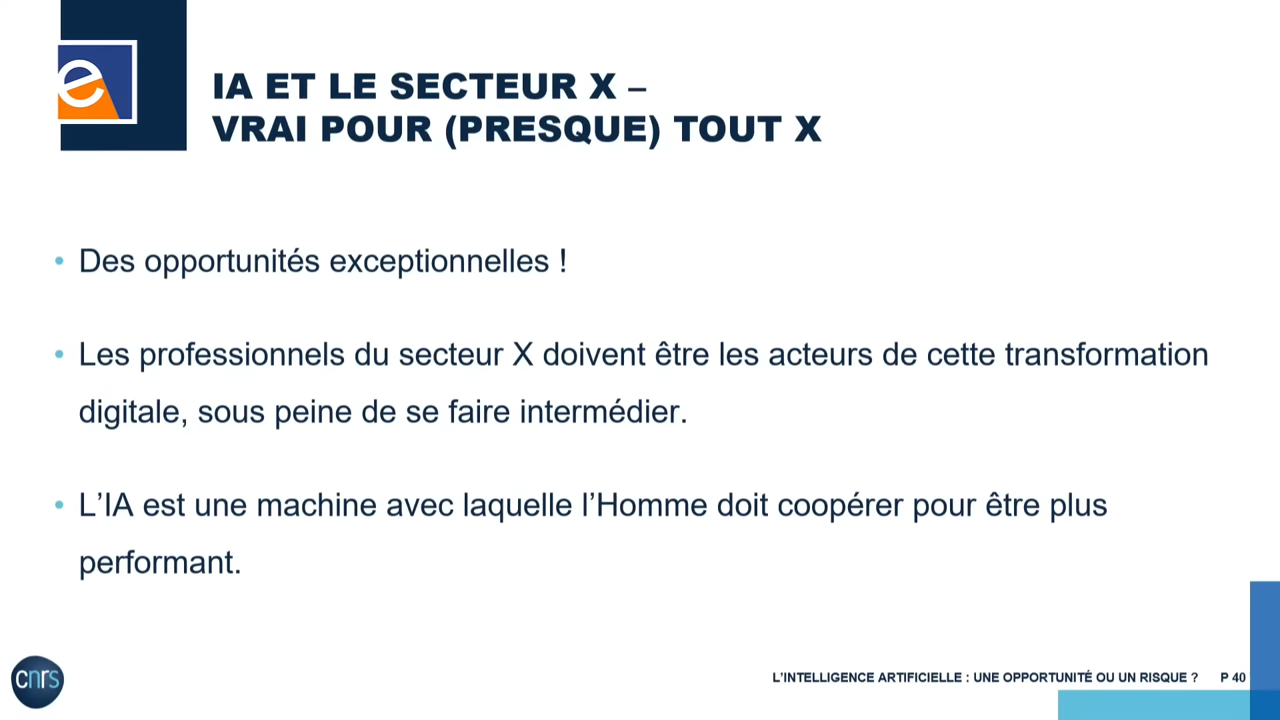 e
IA ET LE SECTEUR X –
VRAI POUR (PRESQUE) TOUT X
• Des opportunités exceptionnelles !
• Les professionnels du secteur X doivent être les acteurs de cette transformation
digitale, sous peine de se faire intermédier.
• L’IA est une machine avec laquelle l’Homme doit coopérer pour être plus
performant.
cnrs
L’INTELLIGENCE ARTIFICIELLE : UNE OPPORTUNITÉ OU UN RISQUE ? P 40